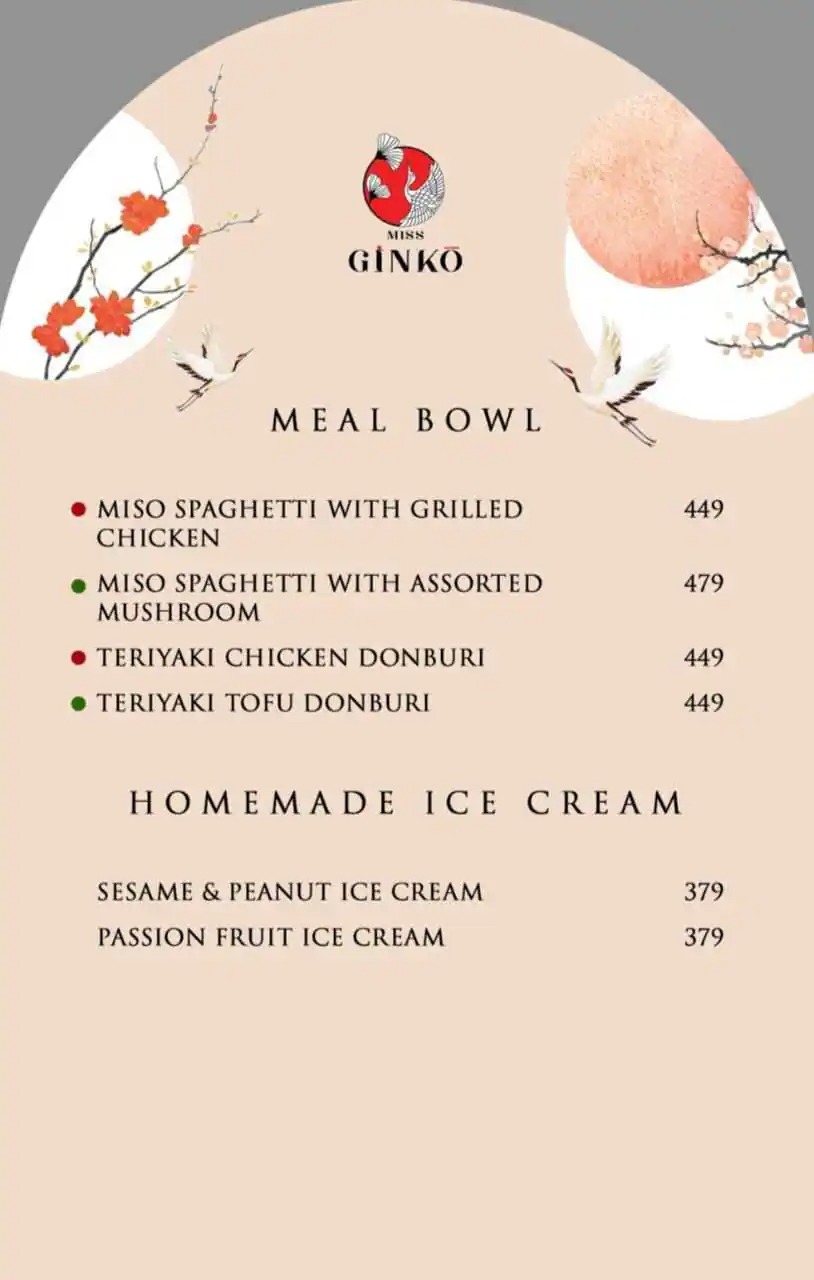 MISS
GINKŌ
MEAL BOWL
MISO SPAGHETTI WITH GRILLED 449
CHICKEN
MISO SPAGHETTI WITH ASSORTED 479
MUSHROOM
TERIYAKI CHICKEN DONBURI 449
TERIYAKI TOFU DONBURI 449
HOMEMADE ICE CREAM
SESAME & PEANUT ICE CREAM 379
PASSION FRUIT ICE CREAM 379